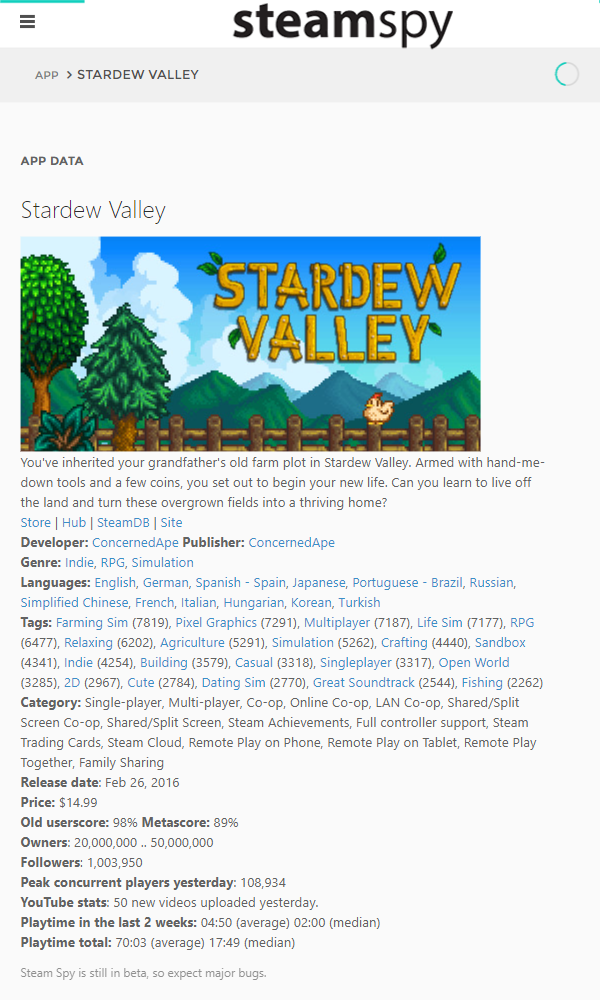 steamspy
APP > STARDEW VALLEY
APP DATA
Stardew Valley
STARDEW
VALLEY
You've inherited your grandfather's old farm plot in Stardew Valley. Armed with hand-me-
down tools and a few coins, you set out to begin your new life. Can you learn to live off
the land and turn these overgrown fields into a thriving home?
Store | Hub | SteamDB | Site
Developer: ConcernedApe Publisher: ConcernedApe
Genre: Indie, RPG, Simulation
Languages: English, German, Spanish - Spain, Japanese, Portuguese - Brazil, Russian,
Simplified Chinese, French, Italian, Hungarian, Korean, Turkish
Tags: Farming Sim (7819), Pixel Graphics (7291), Multiplayer (7187), Life Sim (7177), RPG
(6477), Relaxing (6202), Agriculture (5291), Simulation (5262), Crafting (4440), Sandbox
(4341), Indie (4254), Building (3579), Casual (3318), Singleplayer (3317), Open World
(3285), 2D (2967), Cute (2784), Dating Sim (2770), Great Soundtrack (2544), Fishing (2262)
Category: Single-player, Multi-player, Co-op, Online Co-op, LAN Co-op, Shared/Split
Screen Co-op, Shared/Split Screen, Steam Achievements, Full controller support, Steam
Trading Cards, Steam Cloud, Remote Play on Phone, Remote Play on Tablet, Remote Play
Together, Family Sharing
Release date: Feb 26, 2016
Price: $14.99
Old userscore: 98% Metascore: 89%
Owners: 20,000,000 .. 50,000,000
Followers: 1,003,950
Peak concurrent players yesterday: 108,934
YouTube stats: 50 new videos uploaded yesterday.
Playtime in the last 2 weeks: 04:50 (average) 02:00 (median)
Playtime total: 70:03 (average) 17:49 (median)
Steam Spy is still in beta, so expect major bugs.